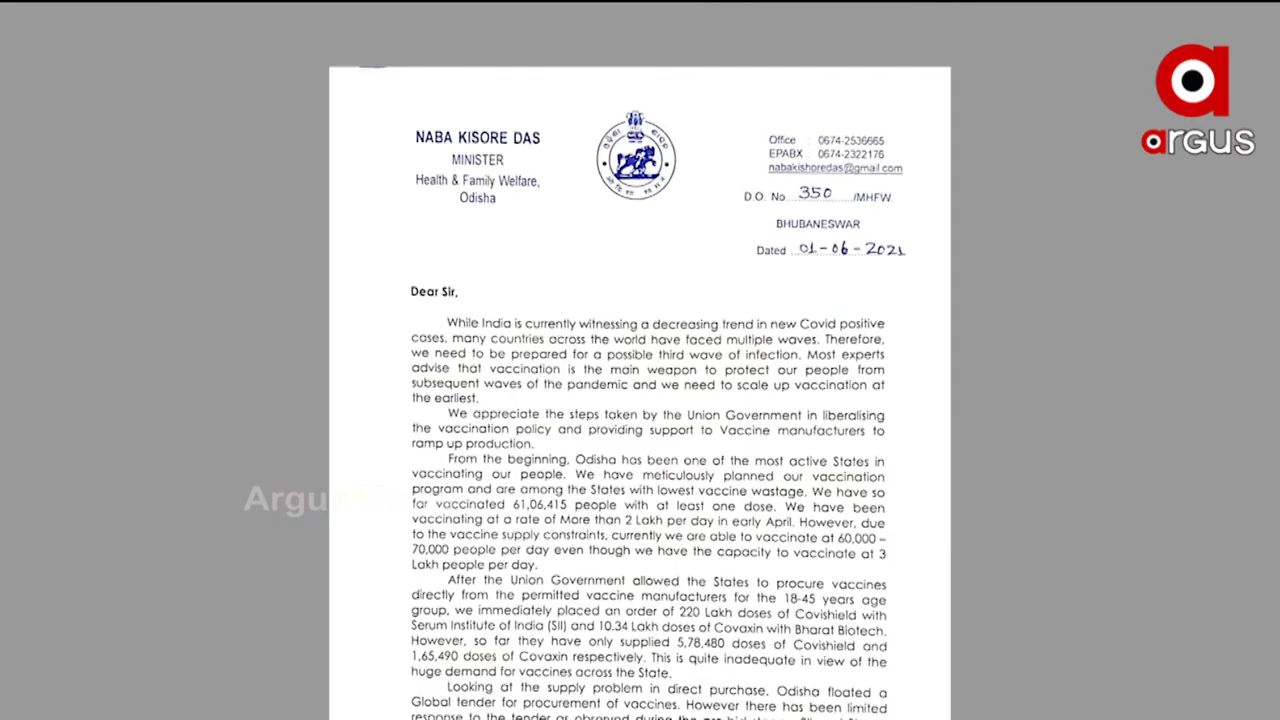 argus
NABA KISORE DAS
MINISTER
Health & Family Welfare,
Odisha
Office : 0674-2536665
EPABX : 0674-2322176
nabakishoredas@gmail.com
D.O. No. 350 /MHFW
BHUBANESWAR
Dated 01-06-2021
Dear Sir,
While India is currently witnessing a decreasing trend in new Covid positive
cases, many countries across the world have faced multiple waves. Therefore,
we need to be prepared for a possible third wave of infection. Most experts
advise that vaccination is the main weapon to protect our people from
subsequent waves of the pandemic and we need to scale up vaccination at
the earliest.
We appreciate the steps taken by the Union Government in liberalising
the vaccination policy and providing support to Vaccine manufacturers to
ramp up production.
From the beginning, Odisha has been one of the most active States in
vaccinating our people. We have meticulously planned our vaccination
program and are among the States with lowest vaccine wastage. We have so
far vaccinated 61,06,415 people with at least one dose. We have been
vaccinating at a rate of More than 2 Lakh per day in early April. However, due
to the vaccine supply constraints, currently we are able to vaccinate at 60,000 –
70,000 people per day even though we have the capacity to vaccinate at 3
Lakh people per day.
After the Union Government allowed the States to procure vaccines
directly from the permitted vaccine manufacturers for the 18-45 years age
group, we immediately placed an order of 220 Lakh doses of Covishield with
Serum Institute of India (SII) and 10.34 Lakh doses of Covaxin with Bharat Biotech.
However, so far they have only supplied 5,78,480 doses of Covishield and
1,65,490 doses of Covaxin respectively. This is quite inadequate in view of the
huge demand for vaccines across the State.
Looking at the supply problem in direct purchase, Odisha floated a
Global tender for procurement of vaccines. However there has been limited
response to the tender as observed during the
Argus